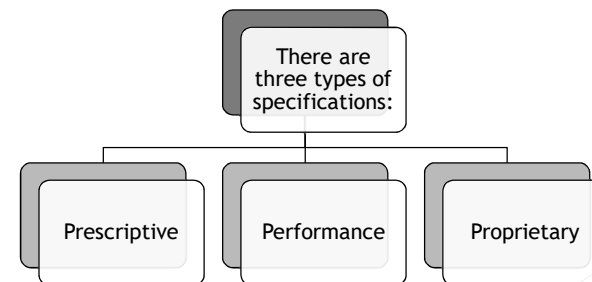 There are
three types of
specifications:
Prescriptive
Performance
Proprietary